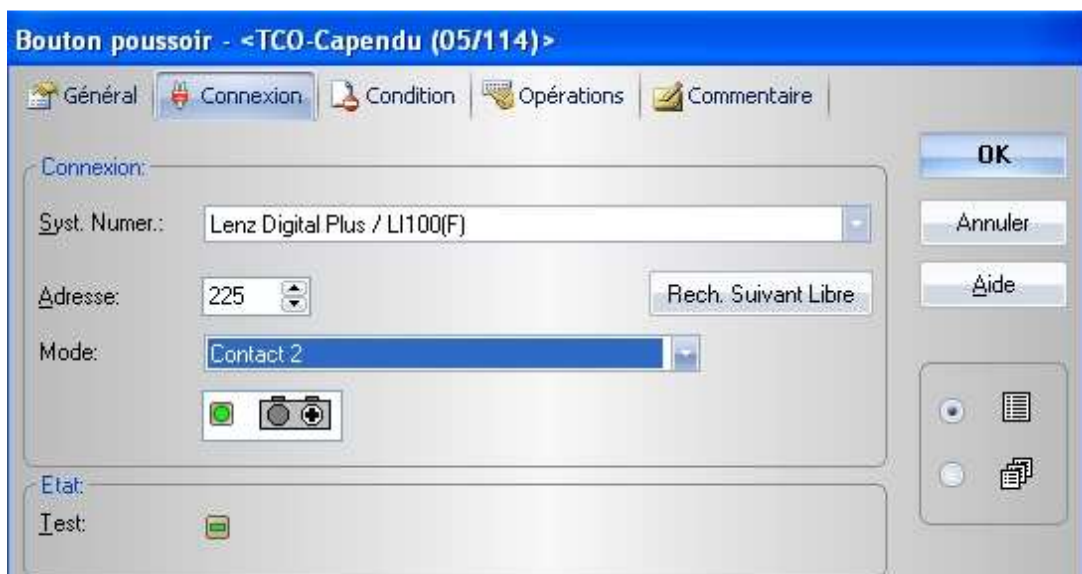 Bouton poussoir - <TCO-Capendu (05/114)>
Général Connexion Condition Opérations Commentaire
Connexion:
Syst. Numer.: Lenz Digital Plus / LI100(F)
Adresse: 225 Rech. Suivant Libre
Mode: Contact 2
Etat:
Test:
OK
Annuler
Aide